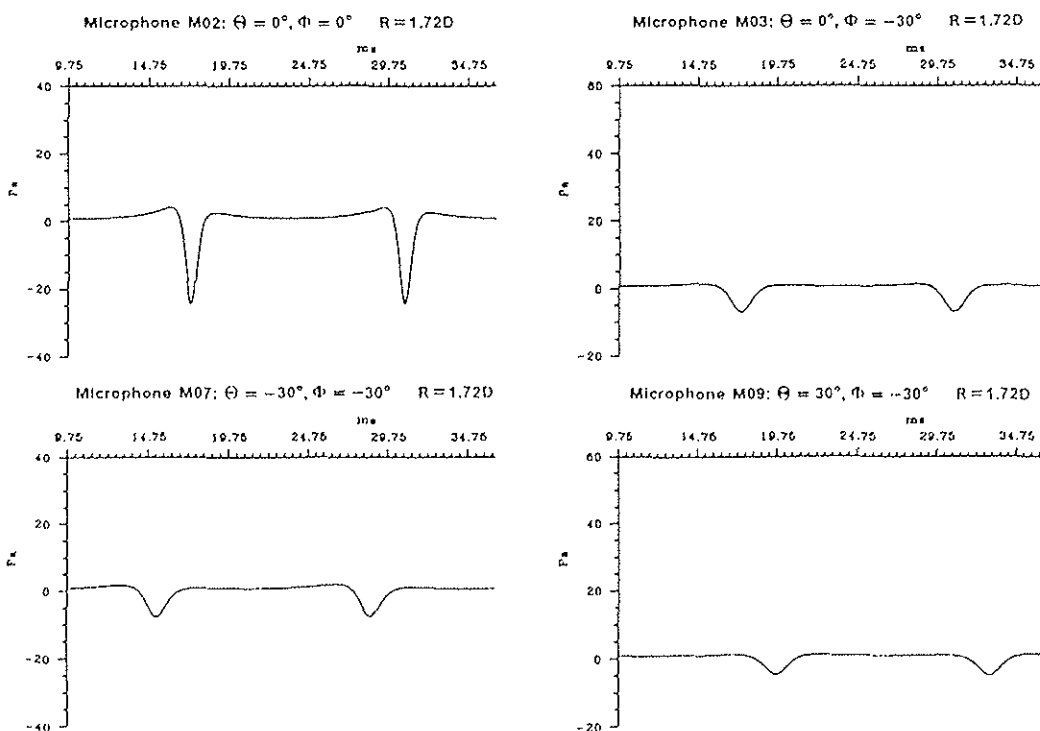 Microphone M02: Θ = 0°, Φ = 0° R = 1.72D
ms
9.75 14.75 19.75 24.75 29.75 34.75
40
20
0
-20
-40
Pa
Microphone M03: Θ = 0°, Φ = -30° R = 1.72D
ms
9.75 14.75 19.75 24.75 29.75 34.75
60
40
20
0
-20
Pa
Microphone M07: Θ = -30°, Φ = -30° R = 1.72D
ms
9.75 14.75 19.75 24.75 29.75 34.75
40
20
0
-20
-40
Pa
Microphone M09: Θ = 30°, Φ = -30° R = 1.72D
ms
9.75 14.75 19.75 24.75 29.75 34.75
60
40
20
0
-20
Pa